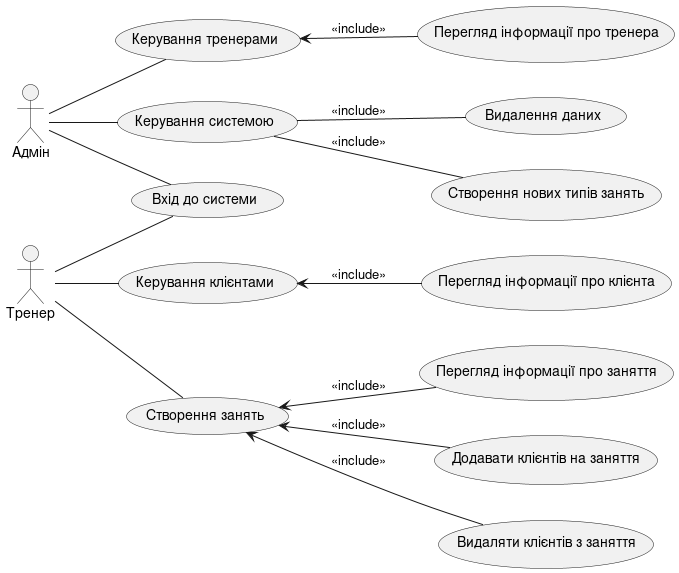 Керування тренерами
«include»
Перегляд інформації про тренера
Адмін
Керування системою
«include»
Видалення даних
«include»
Створення нових типів занять
Вхід до системи
Тренер
Керування клієнтами
«include»
Перегляд інформації про клієнта
Створення занять
«include»
Перегляд інформації про заняття
«include»
Додавати клієнтів на заняття
«include»
Видаляти клієнтів з заняття